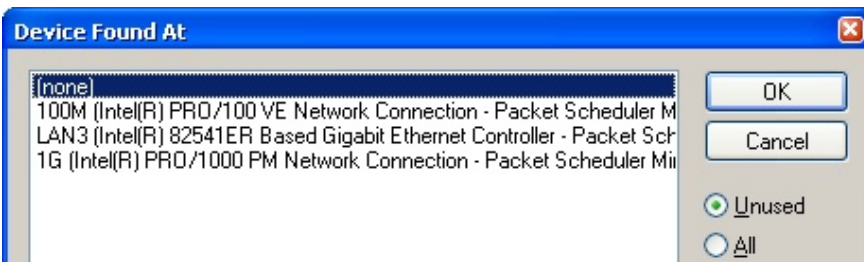 Device Found At
(none)
100M (Intel(R) PRO/100 VE Network Connection - Packet Scheduler M
LAN3 (Intel(R) 82541ER Based Gigabit Ethernet Controller - Packet Sch
1G (Intel(R) PRO/1000 PM Network Connection - Packet Scheduler Mi
OK
Cancel
Unused
All